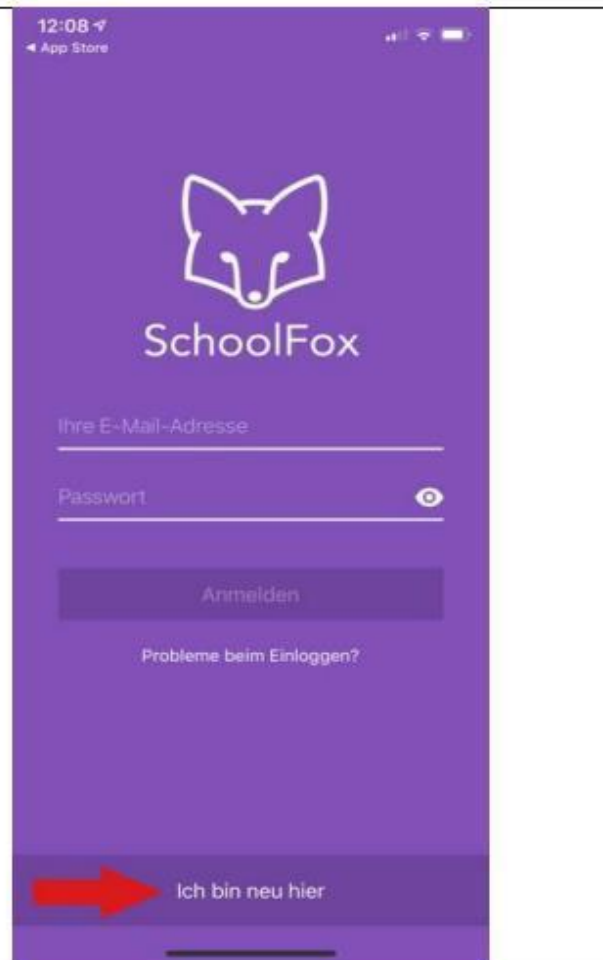 12:08
App Store
SchoolFox
Ihre E-Mail-Adresse
Passwort
Anmelden
Probleme beim Einloggen?
Ich bin neu hier